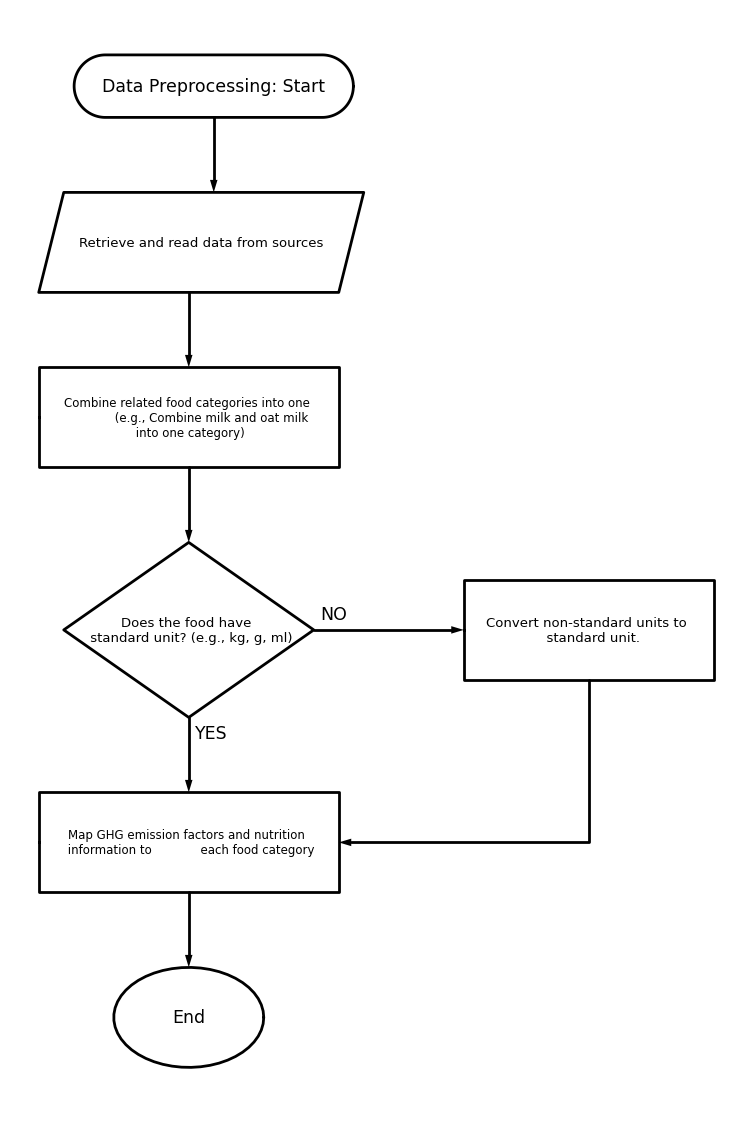 Data Preprocessing: Start
Retrieve and read data from sources
Combine related food categories into one
(e.g., Combine milk and oat milk
into one category)
Does the food have
standard unit? (e.g., kg, g, ml)
NO
Convert non-standard units to
standard unit.
YES
Map GHG emission factors and nutrition
information to each food category
End